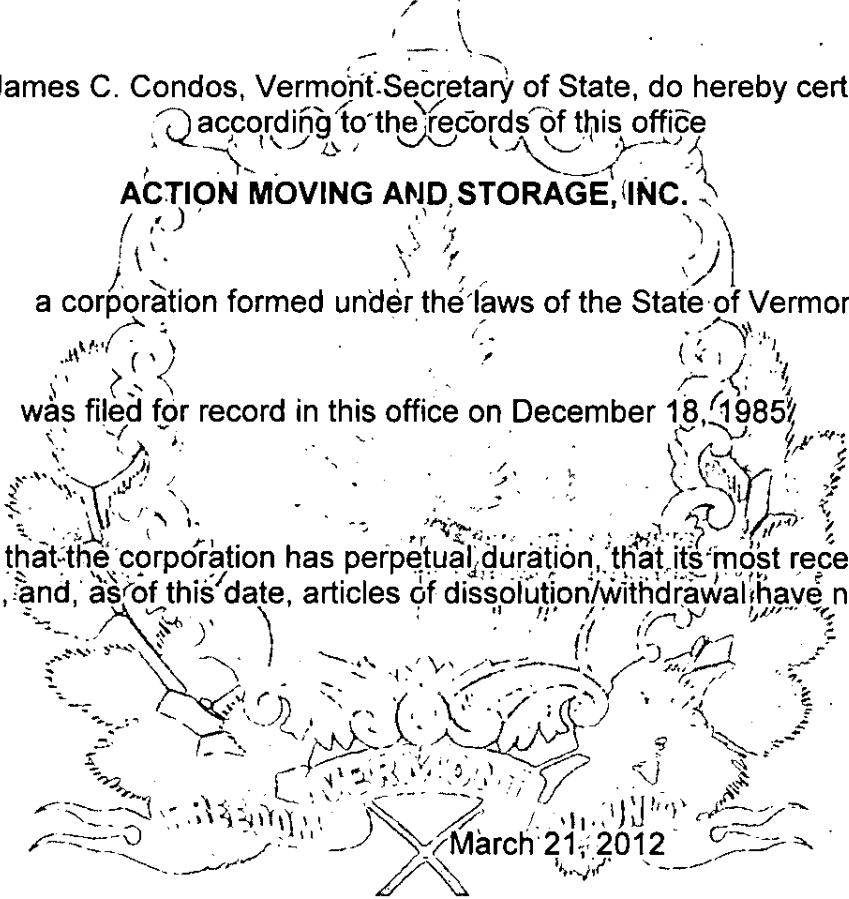 James C. Condos, Vermont Secretary of State, do hereby cert
according to the records of this office
ACTION MOVING AND STORAGE, INC.
a corporation formed under the laws of the State of Vermon
was filed for record in this office on December 18, 1985
that the corporation has perpetual duration, that its most rece
, and, as of this date, articles of dissolution/withdrawal have n
VERMONT
FREEDOM
March 21, 2012